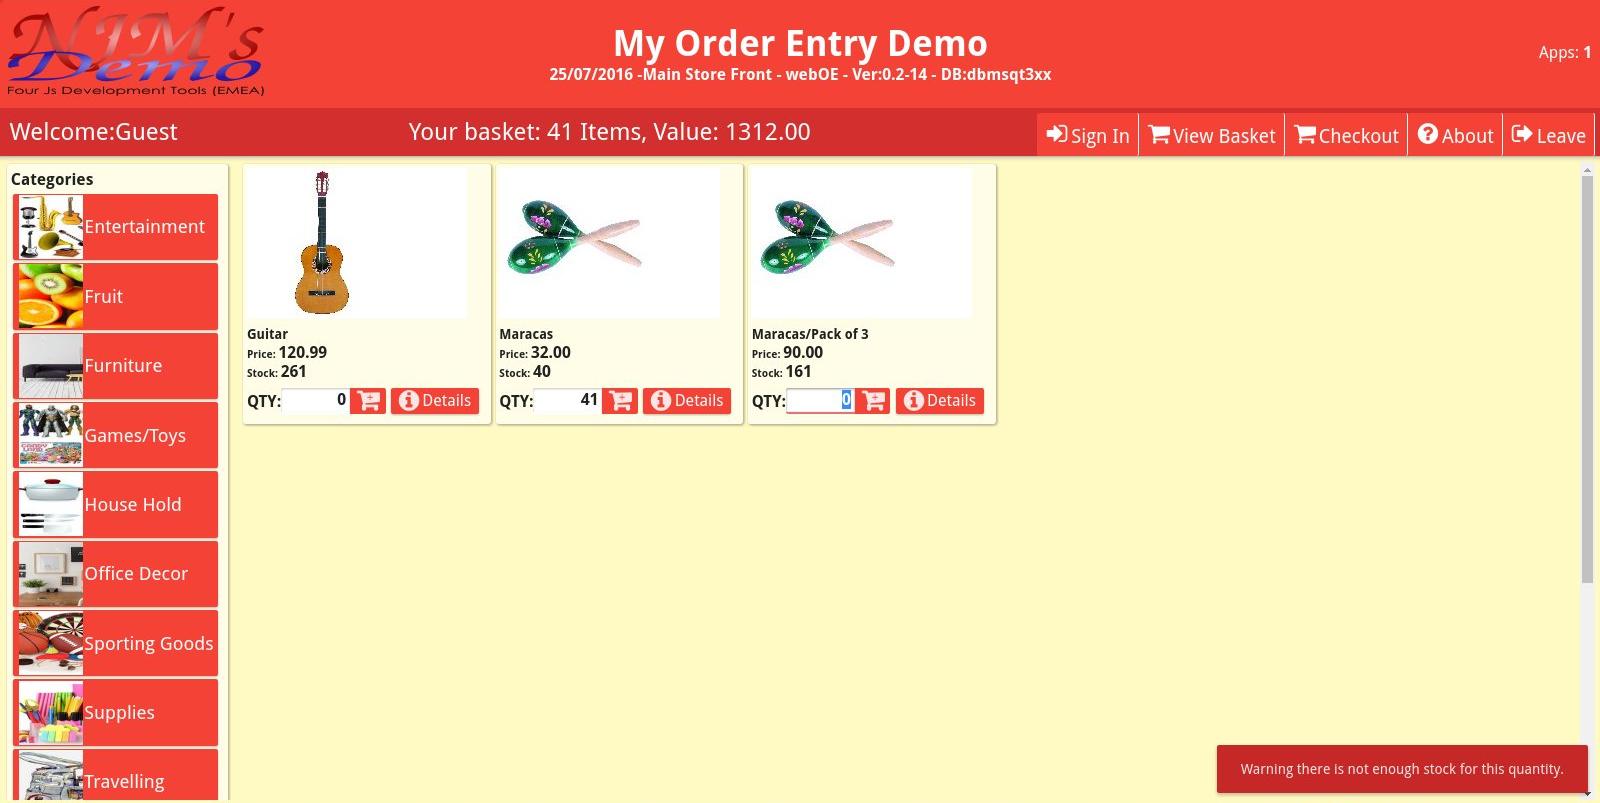 NJM's
Demo
Four Js Development Tools (EMEA)
My Order Entry Demo
25/07/2016 -Main Store Front - webOE - Ver:0.2-14 - DB:dbmsqt3xx
Apps: 1
Welcome:Guest
Your basket: 41 Items, Value: 1312.00
Sign In
View Basket
Checkout
About
Leave
Categories
Entertainment
Fruit
Furniture
Games/Toys
House Hold
Office Decor
Sporting Goods
Supplies
Travelling
Guitar
Price: 120.99
Stock: 261
QTY: 0
Details
Maracas
Price: 32.00
Stock: 40
QTY: 41
Details
Maracas/Pack of 3
Price: 90.00
Stock: 161
QTY: 0
Details
Warning there is not enough stock for this quantity.